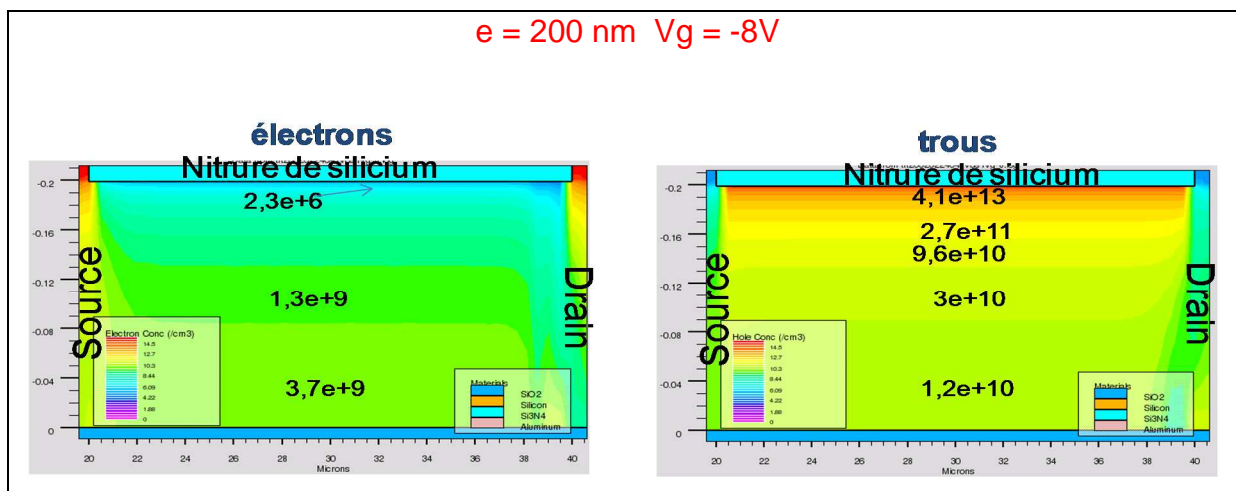 e = 200 nm  Vg = -8V
électrons
Nitrure de silicium
2,3e+6
1,3e+9
3,7e+9
Source
Drain
-0.2
-0.16
-0.12
-0.08
-0.04
0
Electron Conc (/cm3)
14.5
12.7
10.3
8.44
6.09
4.22
1.88
0
Materials
SiO2
Silicon
Si3N4
Aluminum
20 22 24 26 28 30 32 34 36 38 40
Microns
trous
Nitrure de silicium
4,1e+13
2,7e+11
9,6e+10
3e+10
1,2e+10
Source
Drain
-0.2
-0.16
-0.12
-0.08
-0.04
0
Hole Conc (/cm3)
14.5
12.7
10.3
8.44
6.09
4.22
1.88
0
Materials
SiO2
Silicon
Si3N4
Aluminum
20 22 24 26 28 30 32 34 36 38 40
Microns